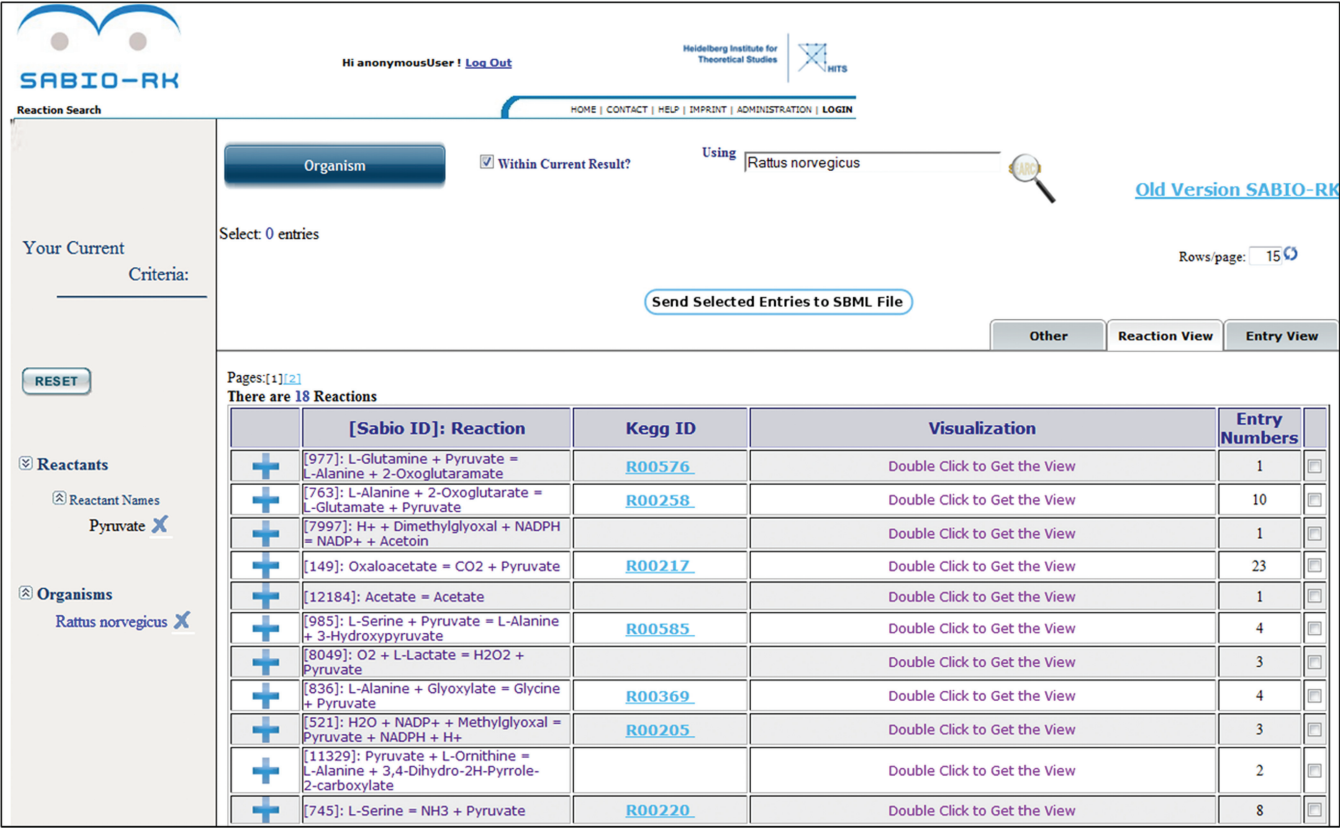 SABIO-RK
Reaction Search
Hi anonymousUser ! Log Out
Heidelberg Institute for
Theoretical Studies
HITS
HOME | CONTACT | HELP | IMPRINT | ADMINISTRATION | LOGIN
Organism
Within Current Result?
Using
Rattus norvegicus
SEARCH
Old Version SABIO-RK
Your Current
Criteria:
Select: 0 entries
Rows/page: 15
Send Selected Entries to SBML File
Other
Reaction View
Entry View
RESET
Reactants
Reactant Names
Pyruvate
Organisms
Rattus norvegicus
Pages:[1][2]
There are 18 Reactions
[Sabio ID]: Reaction
Kegg ID
Visualization
Entry
Numbers
[977]: L-Glutamine + Pyruvate =
L-Alanine + 2-Oxoglutaramate
R00576
Double Click to Get the View
1
[763]: L-Alanine + 2-Oxoglutarate =
L-Glutamate + Pyruvate
R00258
Double Click to Get the View
10
[7997]: H+ + Dimethylglyoxal + NADPH
= NADP+ + Acetoin
Double Click to Get the View
1
[149]: Oxaloacetate = CO2 + Pyruvate
R00217
Double Click to Get the View
23
[12184]: Acetate = Acetate
Double Click to Get the View
1
[985]: L-Serine + Pyruvate = L-Alanine
+ 3-Hydroxypyruvate
R00585
Double Click to Get the View
4
[8049]: O2 + L-Lactate = H2O2 +
Pyruvate
Double Click to Get the View
3
[836]: L-Alanine + Glyoxylate = Glycine
+ Pyruvate
R00369
Double Click to Get the View
4
[521]: H2O + NADP+ + Methylglyoxal =
Pyruvate + NADPH + H+
R00205
Double Click to Get the View
3
[11329]: Pyruvate + L-Ornithine =
L-Alanine + 3,4-Dihydro-2H-Pyrrole-
2-carboxylate
Double Click to Get the View
2
[745]: L-Serine = NH3 + Pyruvate
R00220
Double Click to Get the View
8